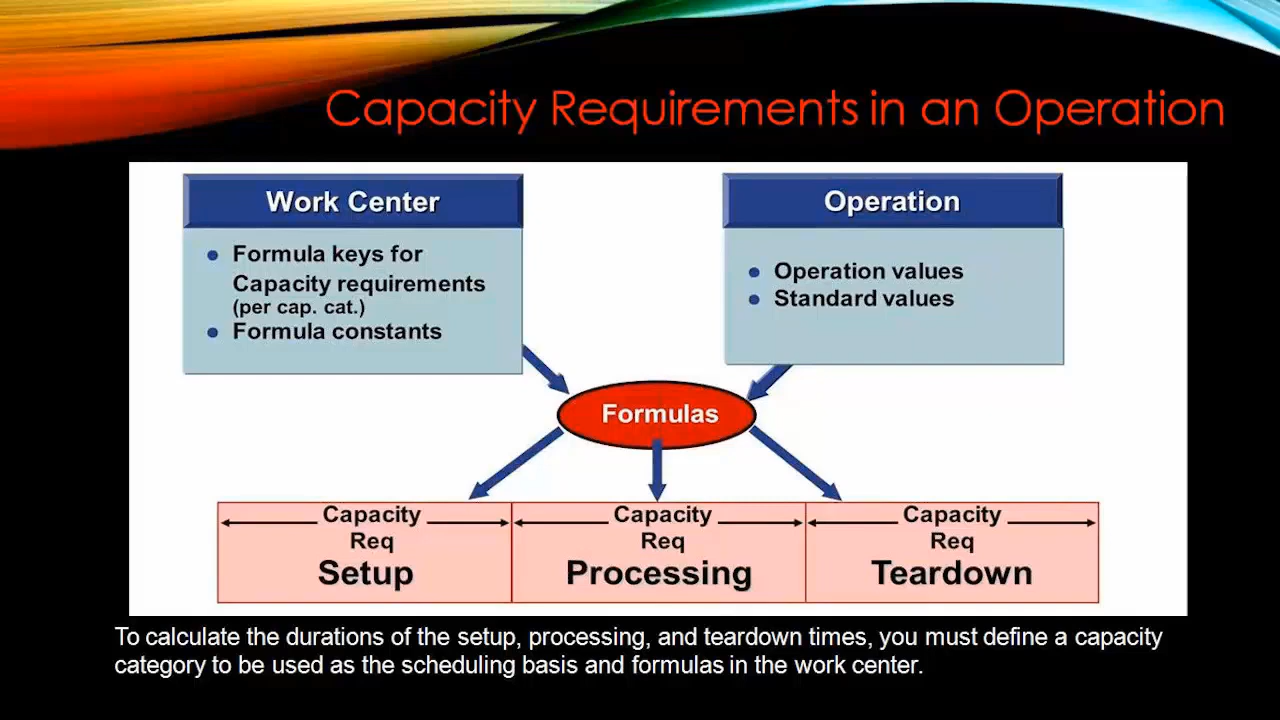 Capacity Requirements in an Operation
Work Center
Formula keys for
Capacity requirements
(per cap. cat.)
Formula constants
Operation
Operation values
Standard values
Formulas
Capacity
Req
Setup
Capacity
Req
Processing
Capacity
Req
Teardown
To calculate the durations of the setup, processing, and teardown times, you must define a capacity
category to be used as the scheduling basis and formulas in the work center.